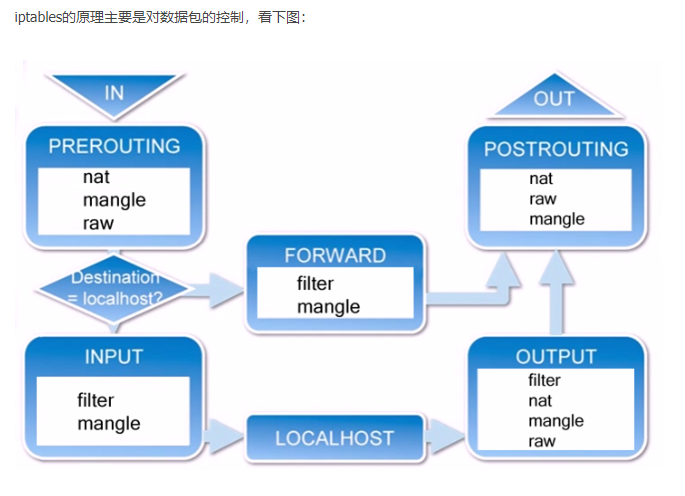 iptables的原理主要是对数据包的控制，看下图：
IN
PREROUTING
nat
mangle
raw
Destination
= localhost?
INPUT
filter
mangle
FORWARD
filter
mangle
LOCALHOST
OUT
POSTROUTING
nat
raw
mangle
OUTPUT
filter
nat
mangle
raw